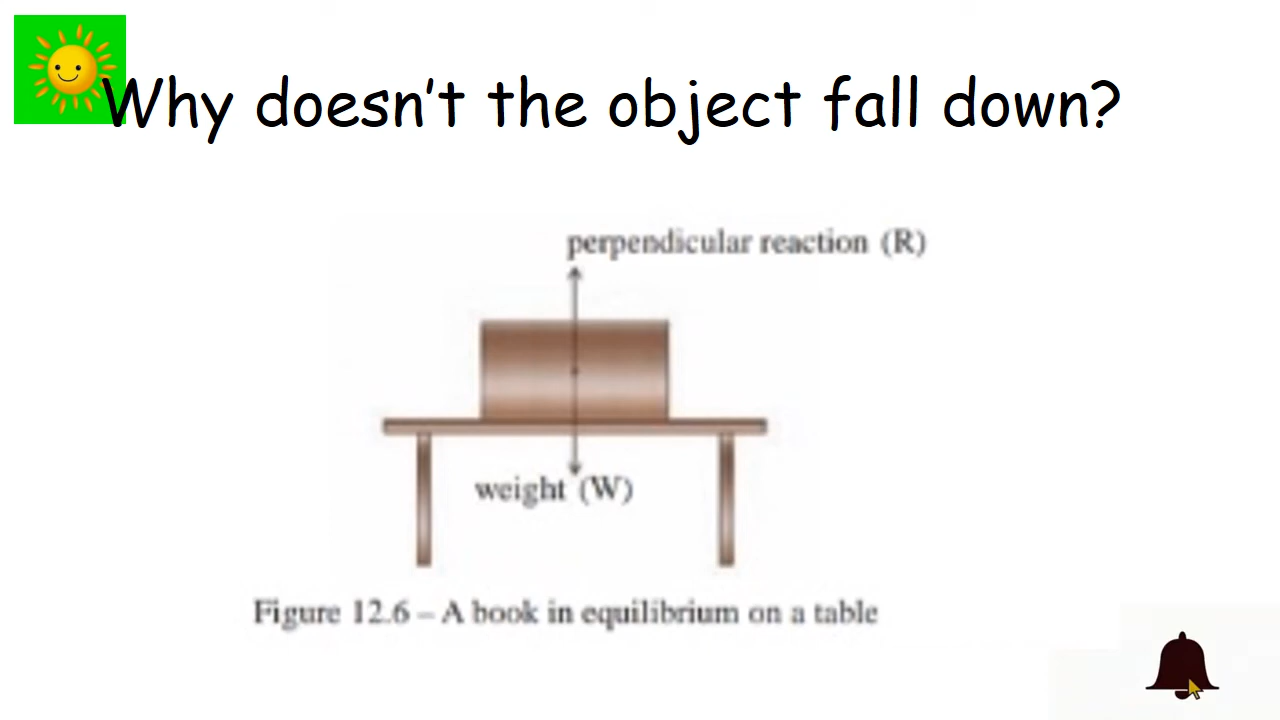 Why doesn’t the object fall down?
perpendicular reaction (R)
weight (W)
Figure 12.6 – A book in equilibrium on a table